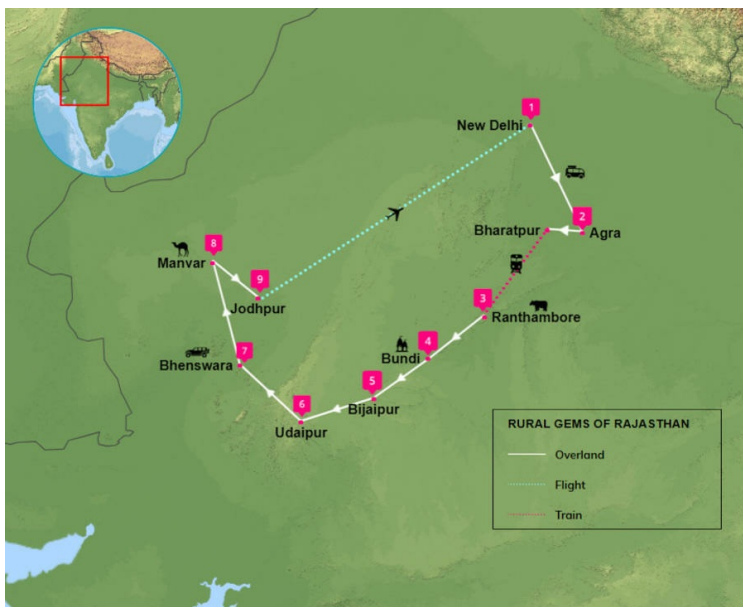 1
New Delhi
2
Bharatpur
Agra
8
Manvar
9
Jodhpur
3
Ranthambore
4
Bundi
7
Bhenswara
5
Bijaipur
6
Udaipur
RURAL GEMS OF RAJASTHAN
Overland
Flight
Train